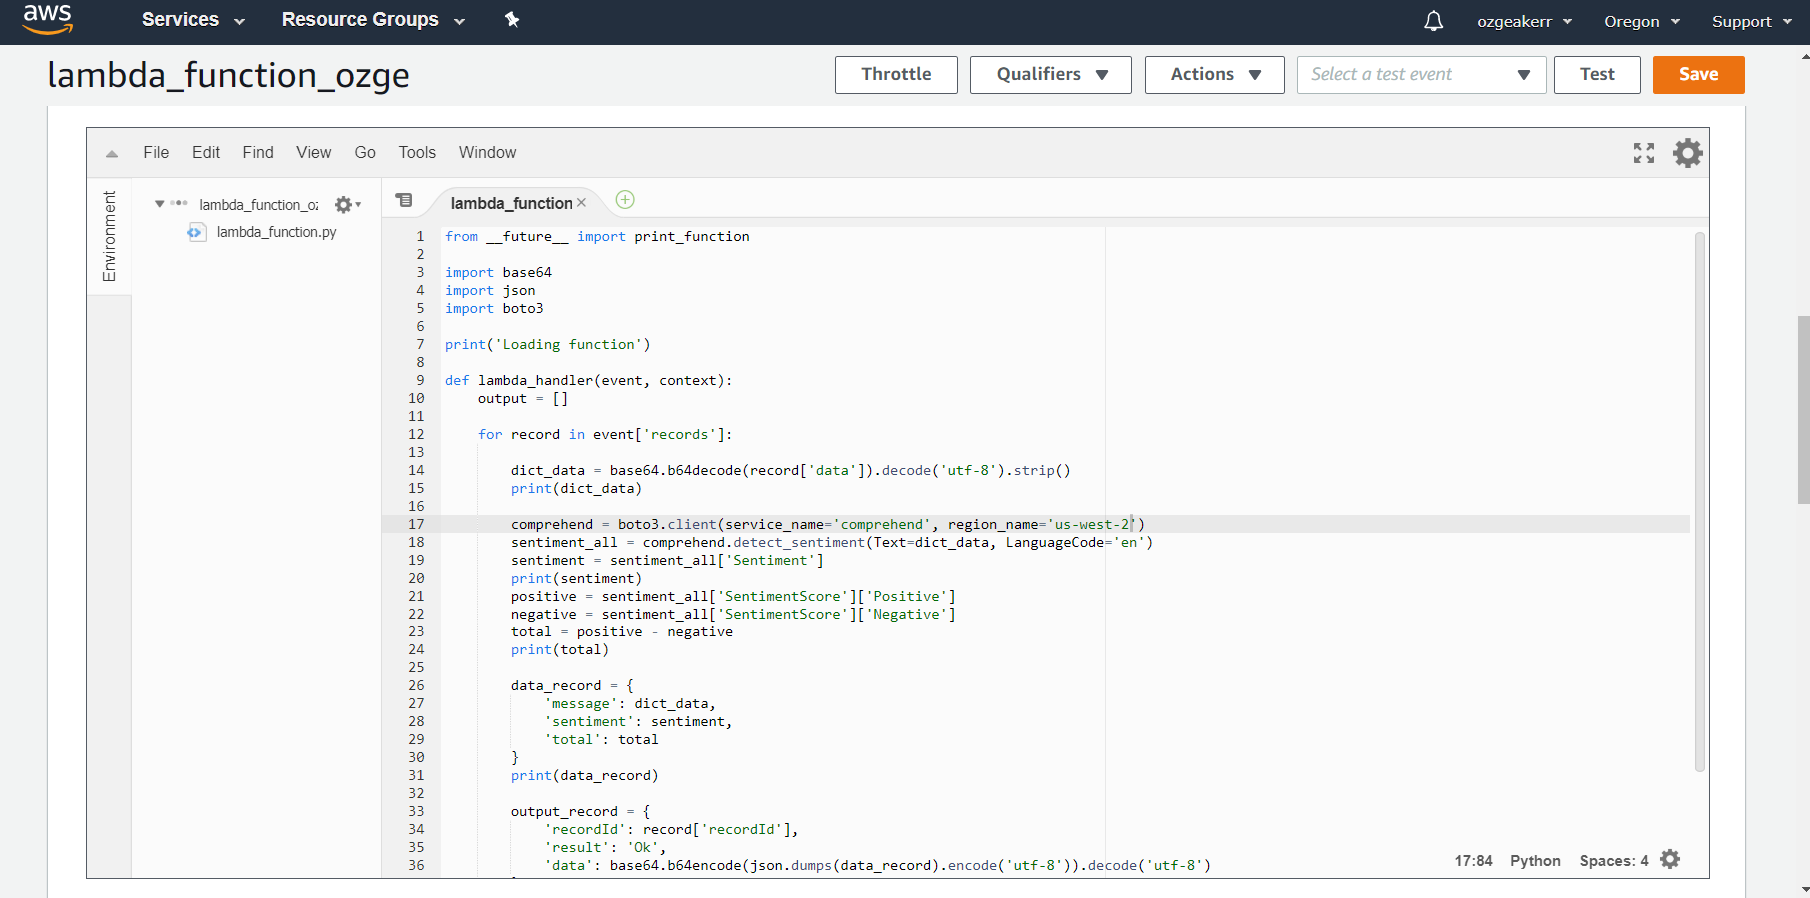 aws Services Resource Groups ozgeakerr Oregon Support
lambda_function_ozge Throttle Qualifiers Actions Select a test event Test Save
File Edit Find View Go Tools Window
Environment
lambda_function_oz
lambda_function.py
lambda_function ×
1 from __future__ import print_function
2
3 import base64
4 import json
5 import boto3
6
7 print('Loading function')
8
9 def lambda_handler(event, context):
10 output = []
11
12 for record in event['records']:
13
14 dict_data = base64.b64decode(record['data']).decode('utf-8').strip()
15 print(dict_data)
16
17 comprehend = boto3.client(service_name='comprehend', region_name='us-west-2')
18 sentiment_all = comprehend.detect_sentiment(Text=dict_data, LanguageCode='en')
19 sentiment = sentiment_all['Sentiment']
20 print(sentiment)
21 positive = sentiment_all['SentimentScore']['Positive']
22 negative = sentiment_all['SentimentScore']['Negative']
23 total = positive - negative
24 print(total)
25
26 data_record = {
27 'message': dict_data,
28 'sentiment': sentiment,
29 'total': total
30 }
31 print(data_record)
32
33 output_record = {
34 'recordId': record['recordId'],
35 'result': 'Ok',
36 'data': base64.b64encode(json.dumps(data_record).encode('utf-8')).decode('utf-8')
17:84 Python Spaces: 4